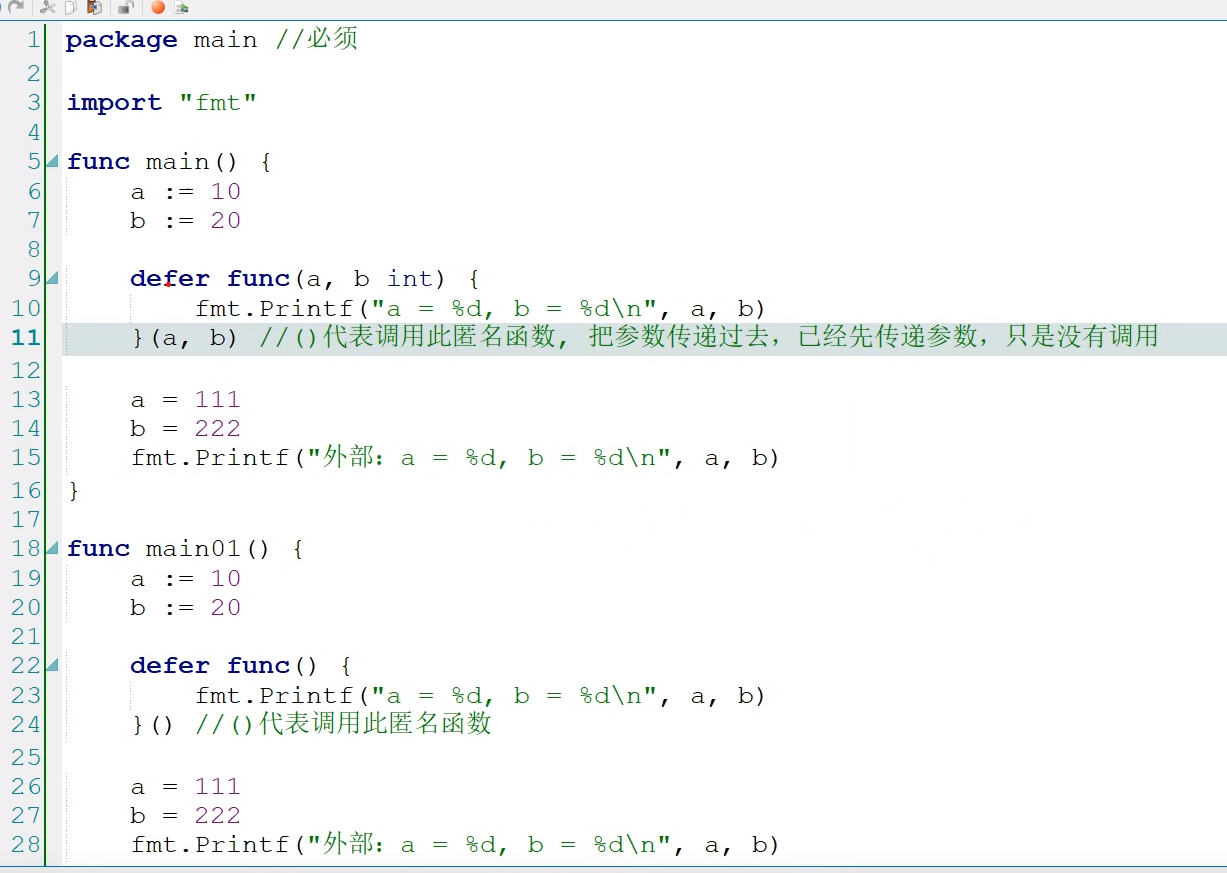 1 package main //必须
2
3 import "fmt"
4
5 func main() {
6 a := 10
7 b := 20
8
9 defer func(a, b int) {
10 fmt.Printf("a = %d, b = %d\n", a, b)
11 }(a, b) //()代表调用此匿名函数, 把参数传递过去，已经先传递参数，只是没有调用
12
13 a = 111
14 b = 222
15 fmt.Printf("外部：a = %d, b = %d\n", a, b)
16 }
17
18 func main01() {
19 a := 10
20 b := 20
21
22 defer func() {
23 fmt.Printf("a = %d, b = %d\n", a, b)
24 }() //()代表调用此匿名函数
25
26 a = 111
27 b = 222
28 fmt.Printf("外部：a = %d, b = %d\n", a, b)